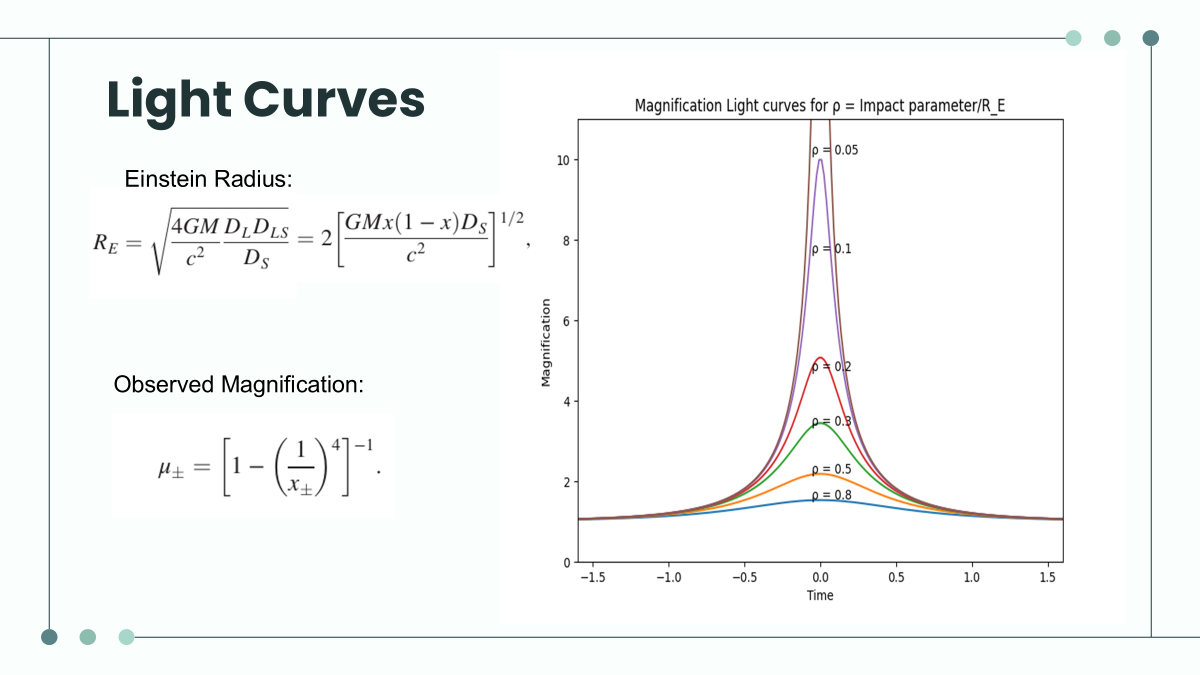 Light Curves
Einstein Radius:
R_E = √(4GM/c² D_L D_LS/D_S) = 2[GMx(1 − x)D_S/c²]^1/2,
Observed Magnification:
μ± = [1 − (1/x±)^4]^−1.
Magnification Light curves for ρ = Impact parameter/R_E
Magnification
10
8
6
4
2
0
ρ = 0.05
ρ = 0.1
ρ = 0.2
ρ = 0.3
ρ = 0.5
ρ = 0.8
−1.5 −1.0 −0.5 0.0 0.5 1.0 1.5
Time